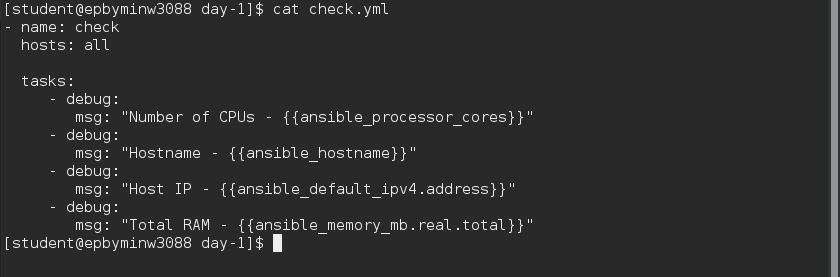 [student@epbyminw3088 day-1]$ cat check.yml
- name: check
  hosts: all

  tasks:
     - debug:
        msg: "Number of CPUs - {{ansible_processor_cores}}"
     - debug:
        msg: "Hostname - {{ansible_hostname}}"
     - debug:
        msg: "Host IP - {{ansible_default_ipv4.address}}"
     - debug:
        msg: "Total RAM - {{ansible_memory_mb.real.total}}"
[student@epbyminw3088 day-1]$